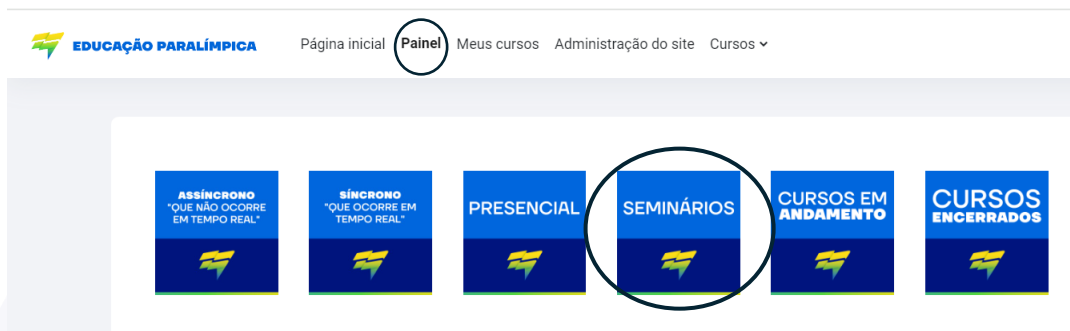 EDUCAÇÃO PARALÍMPICA Página inicial Painel Meus cursos Administração do site Cursos
ASSÍNCRONO
"QUE NÃO OCORRE
EM TEMPO REAL"
SÍNCRONO
"QUE OCORRE EM
TEMPO REAL"
PRESENCIAL
SEMINÁRIOS
CURSOS EM
ANDAMENTO
CURSOS
ENCERRADOS